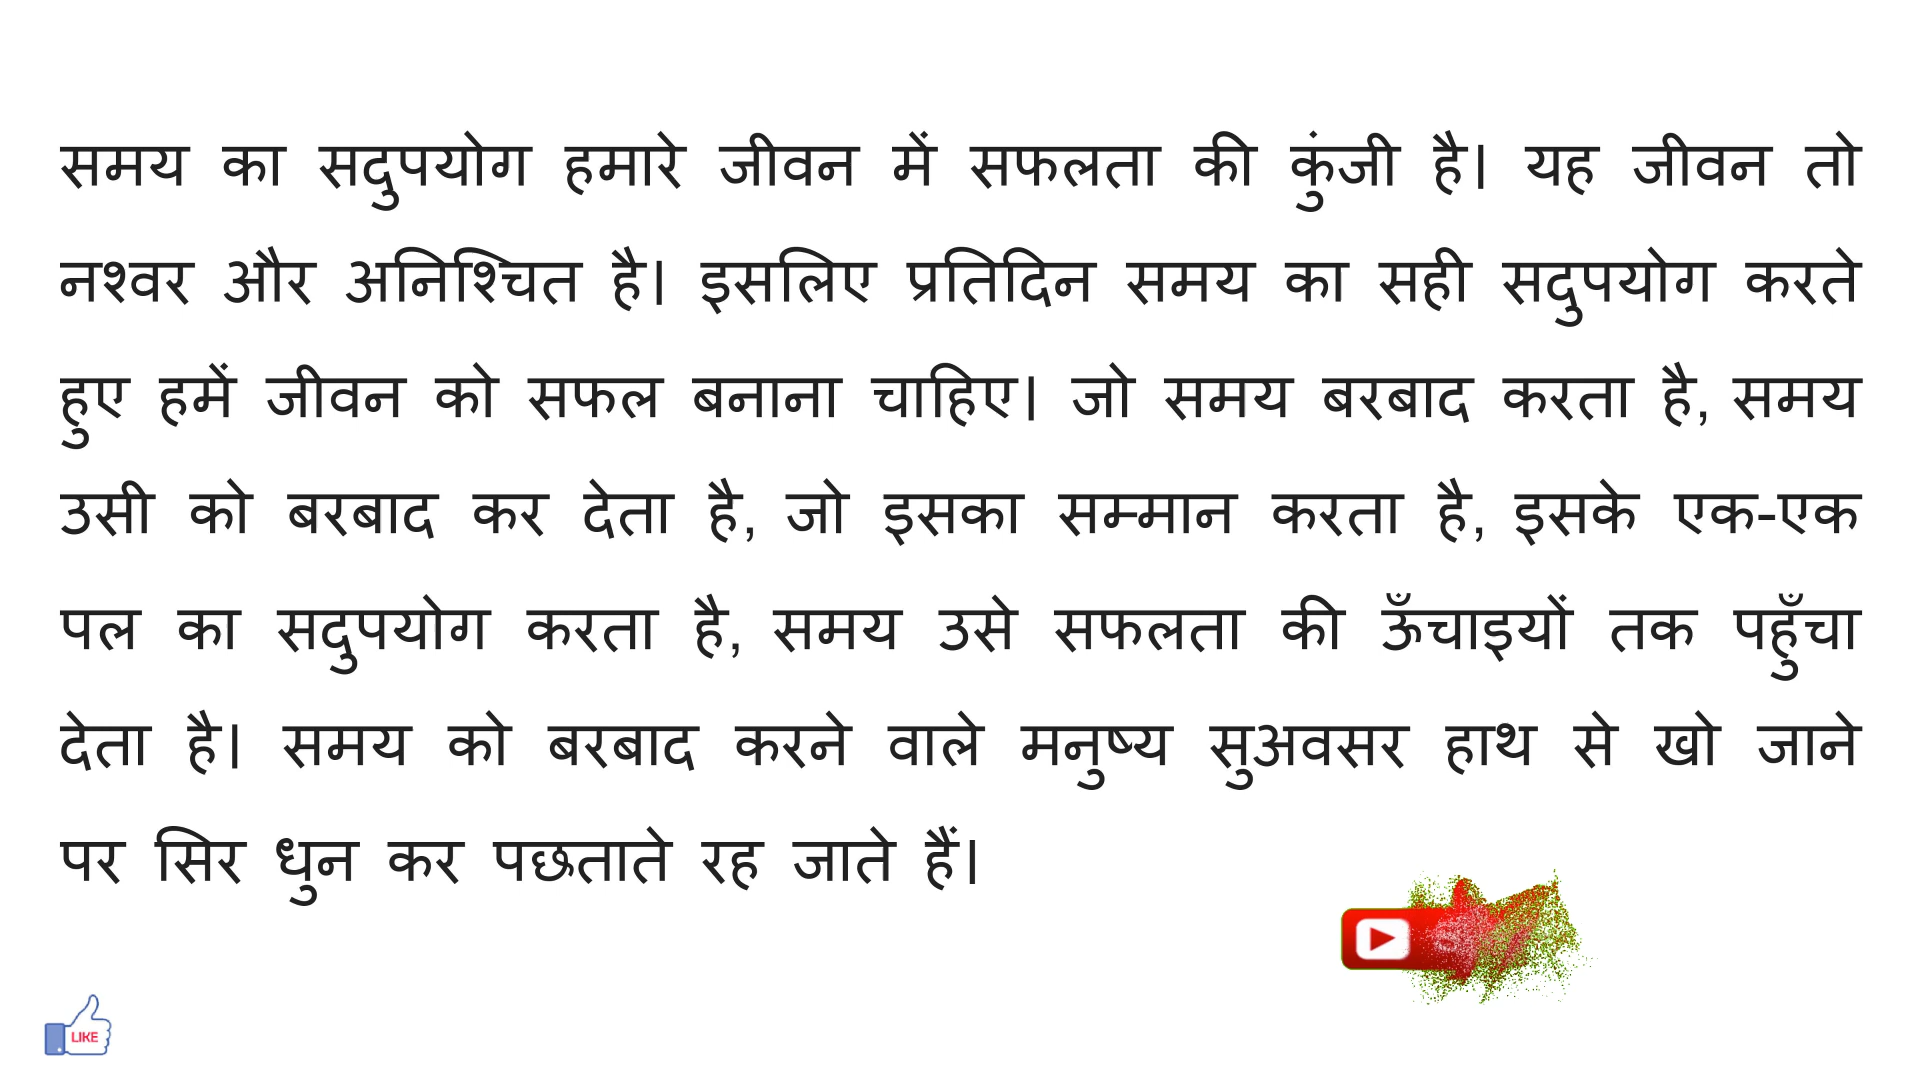 समय का सदुपयोग हमारे जीवन में सफलता की कुंजी है। यह जीवन तो
नश्वर और अनिश्चित है। इसलिए प्रतिदिन समय का सही सदुपयोग करते
हुए हमें जीवन को सफल बनाना चाहिए। जो समय बरबाद करता है, समय
उसी को बरबाद कर देता है, जो इसका सम्मान करता है, इसके एक-एक
पल का सदुपयोग करता है, समय उसे सफलता की ऊँचाइयों तक पहुँचा
देता है। समय को बरबाद करने वाले मनुष्य सुअवसर हाथ से खो जाने
पर सिर धुन कर पछताते रह जाते हैं।
LIKE